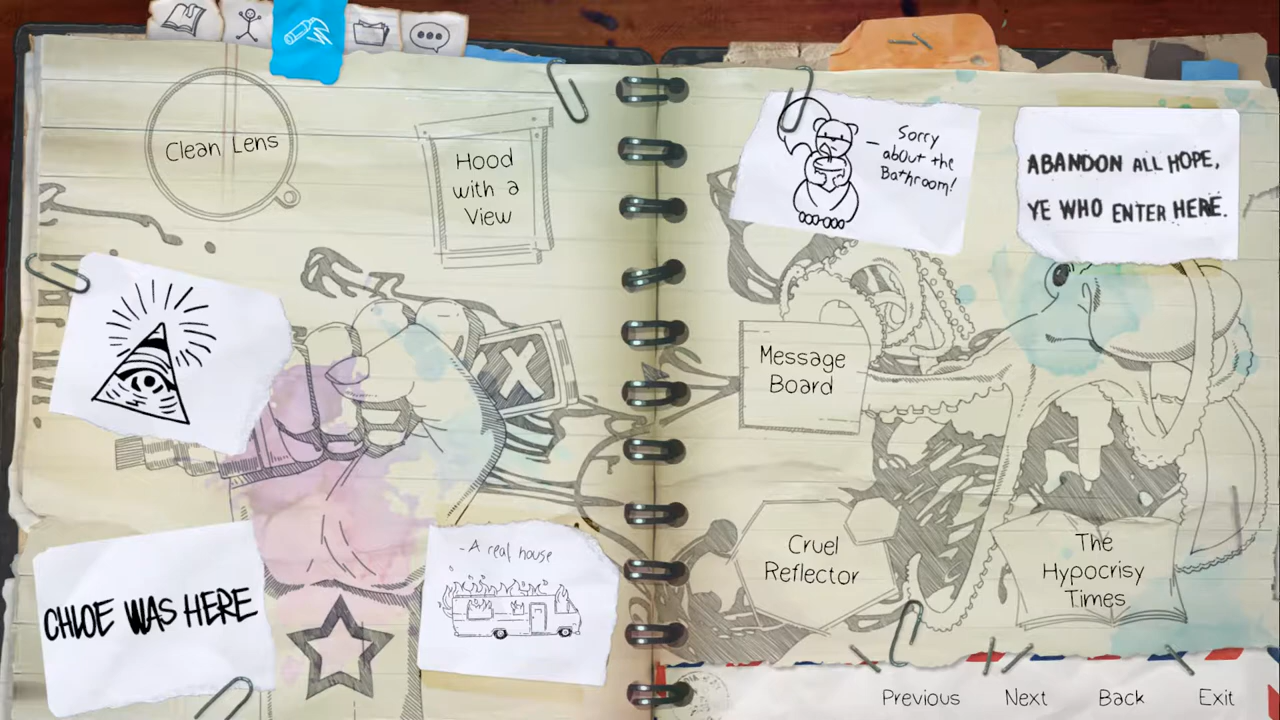 Clean Lens
Hood
with a
View
CHLOE WAS HERE
- A real house
Sorry
about the
Bathroom!
ABANDON ALL HOPE,
YE WHO ENTER HERE.
Message
Board
Cruel
Reflector
The
Hypocrisy
Times
Previous
Next
Back
Exit